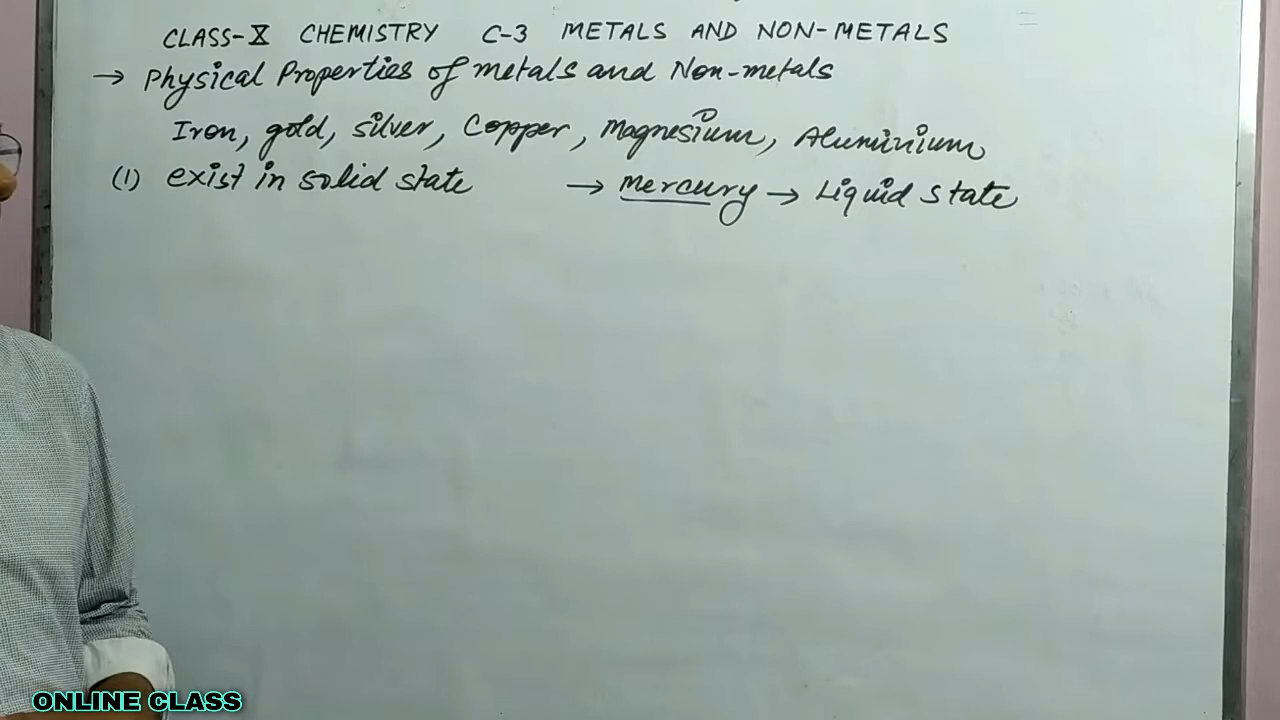 CLASS-X CHEMISTRY C-3 METALS AND NON-METALS
→ Physical Properties of metals and Non-metals
Iron, gold, silver, Copper, Magnesium, Aluminium
(1) exist in solid state → mercury → Liquid state
ONLINE CLASS